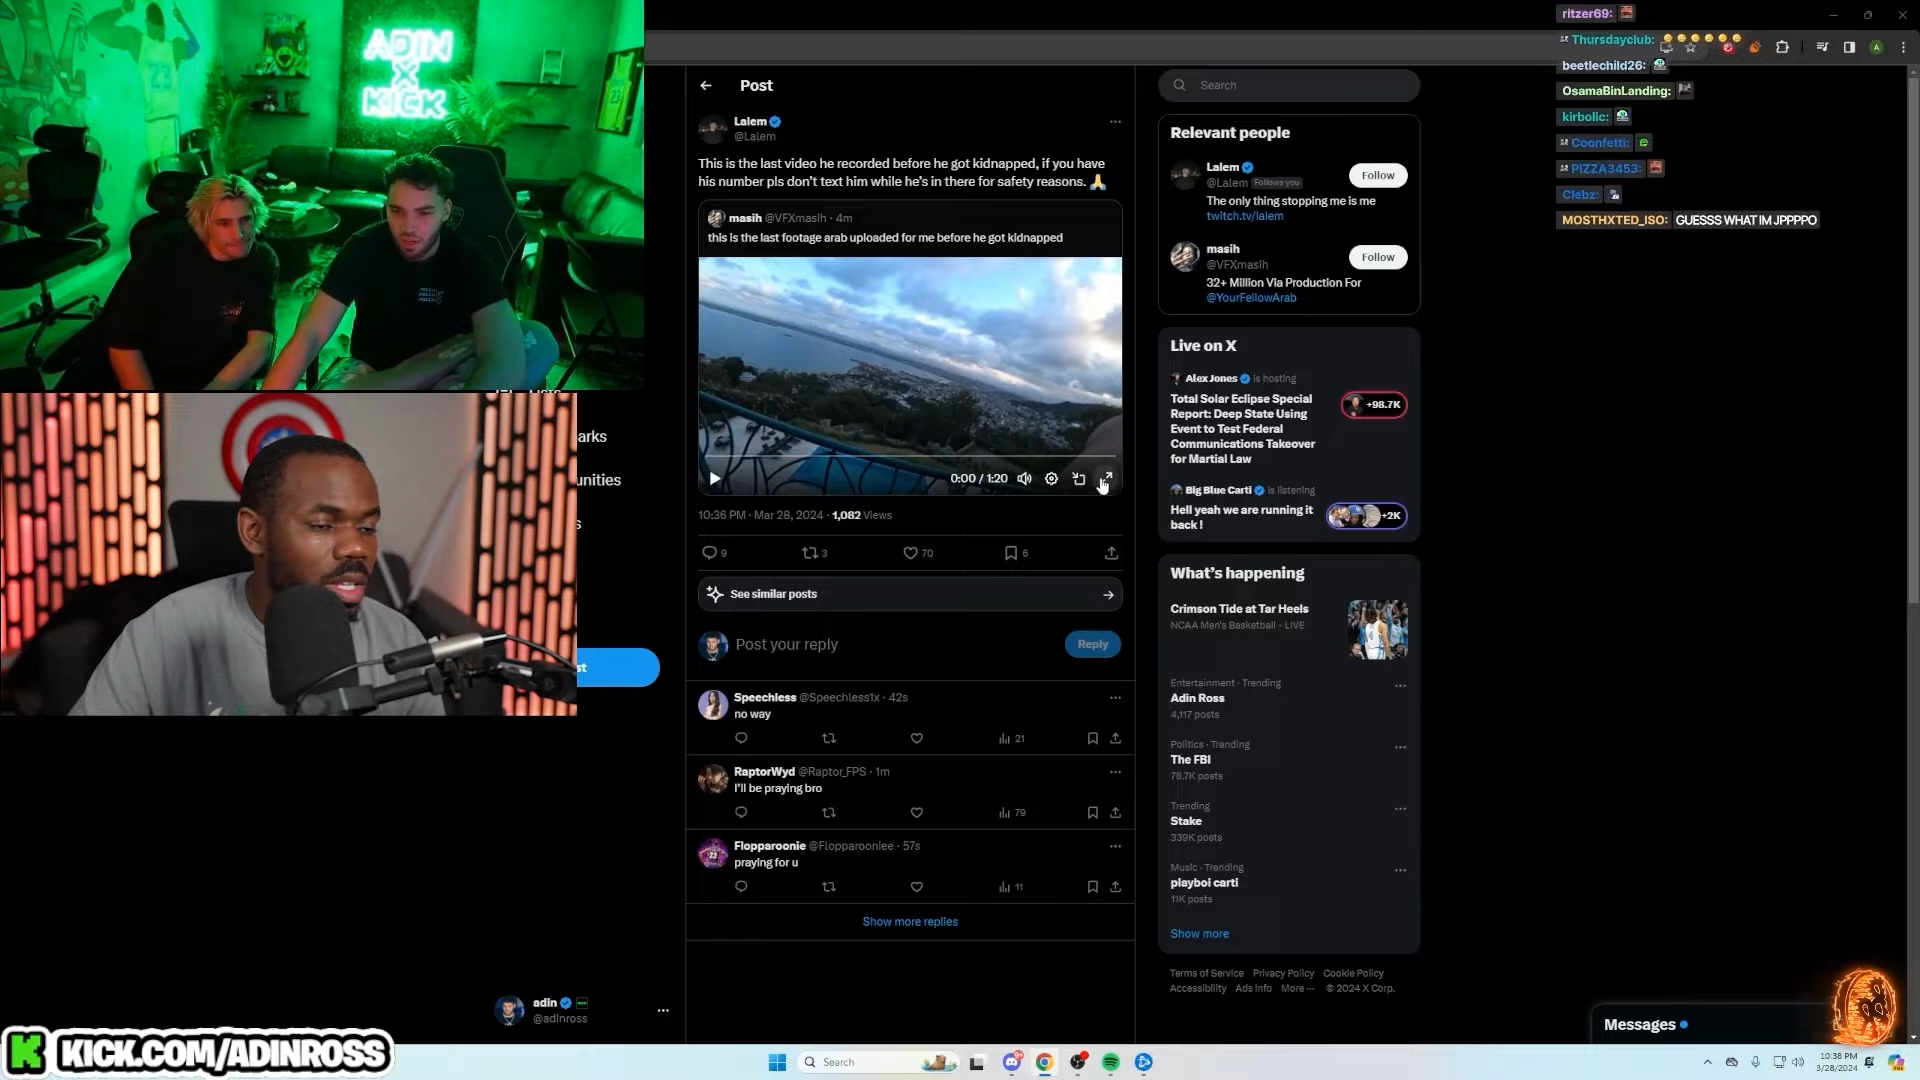 ADIN
X
KICK
23
Post
Lalem
@Lalem
This is the last video he recorded before he got kidnapped, if you have
his number pls don't text him while he's in there for safety reasons. 🙏
masih @VFXmasih · 4m
this is the last footage arab uploaded for me before he got kidnapped
0:00 / 1:20
10:36 PM · Mar 28, 2024 · 1,082 Views
9
3
70
6
See similar posts
Post your reply
Reply
Speechless @Speechless1x · 42s
no way
21
RaptorWyd @Raptor_FPS · 1m
I'll be praying bro
79
Flopparoonie @Flopparooniee · 57s
praying for u
11
Show more replies
arks
unities
s
st
adin
@adinross
Search
Relevant people
Lalem
@Lalem Follows you
Follow
The only thing stopping me is me
twitch.tv/lalem
masih
@VFXmasih
Follow
32+ Million Via Production For
@YourFellowArab
Live on X
Alex Jones is hosting
Total Solar Eclipse Special
Report: Deep State Using
Event to Test Federal
Communications Takeover
for Martial Law
+98.7K
Big Blue Carti is listening
Hell yeah we are running it
back !
+2K
What's happening
Crimson Tide at Tar Heels
NCAA Men's Basketball · LIVE
Entertainment · Trending
Adin Ross
4,117 posts
Politics · Trending
The FBI
78.7K posts
Trending
Stake
339K posts
Music · Trending
playboi carti
11K posts
Show more
Terms of Service Privacy Policy Cookie Policy
Accessibility Ads info More ··· © 2024 X Corp.
ritzer69:
Thursdayclub:
beetlechild26:
OsamaBinLanding:
kirbolic:
Coonfetti:
PIZZA3453:
Clebz:
MOSTHXTED_ISO: GUESSS WHAT IM JPPPPO
Messages
K KICK.COM/ADINROSS
Search
10:38 PM
3/28/2024